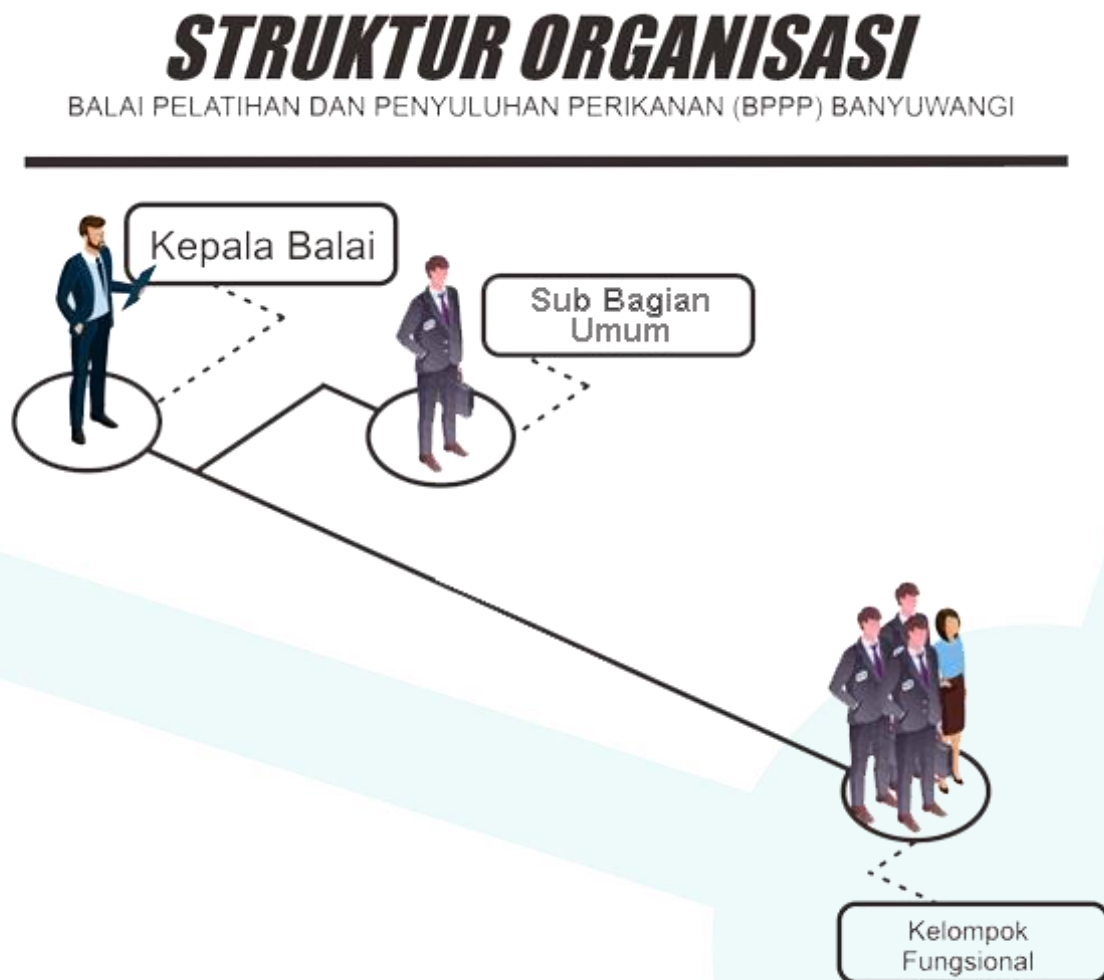 STRUKTUR ORGANISASI
BALAI PELATIHAN DAN PENYULUHAN PERIKANAN (BPPP) BANYUWANGI
Kepala Balai
Sub Bagian
Umum
Kelompok
Fungsional